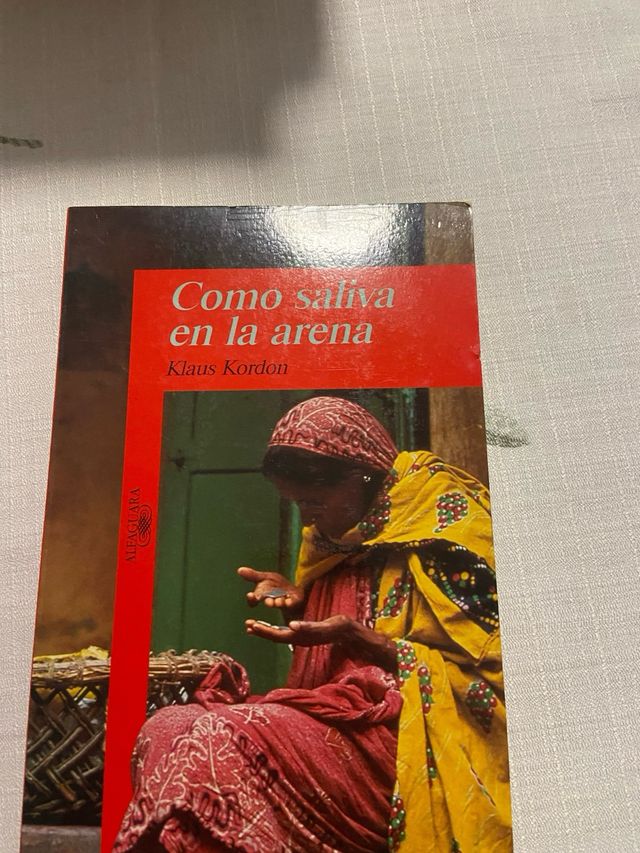 Como saliva
en la arena
Klaus Kordon
ALFAGUARA